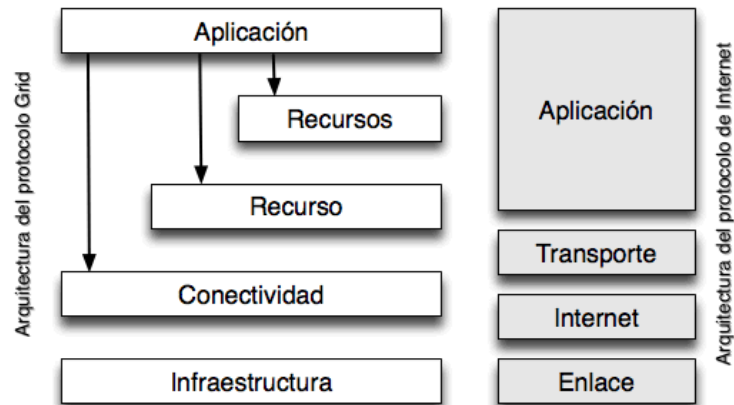 Arquitectura del protocolo Grid
Aplicación
Recursos
Recurso
Conectividad
Infraestructura
Aplicación
Transporte
Internet
Enlace
Arquitectura del protocolo de Internet